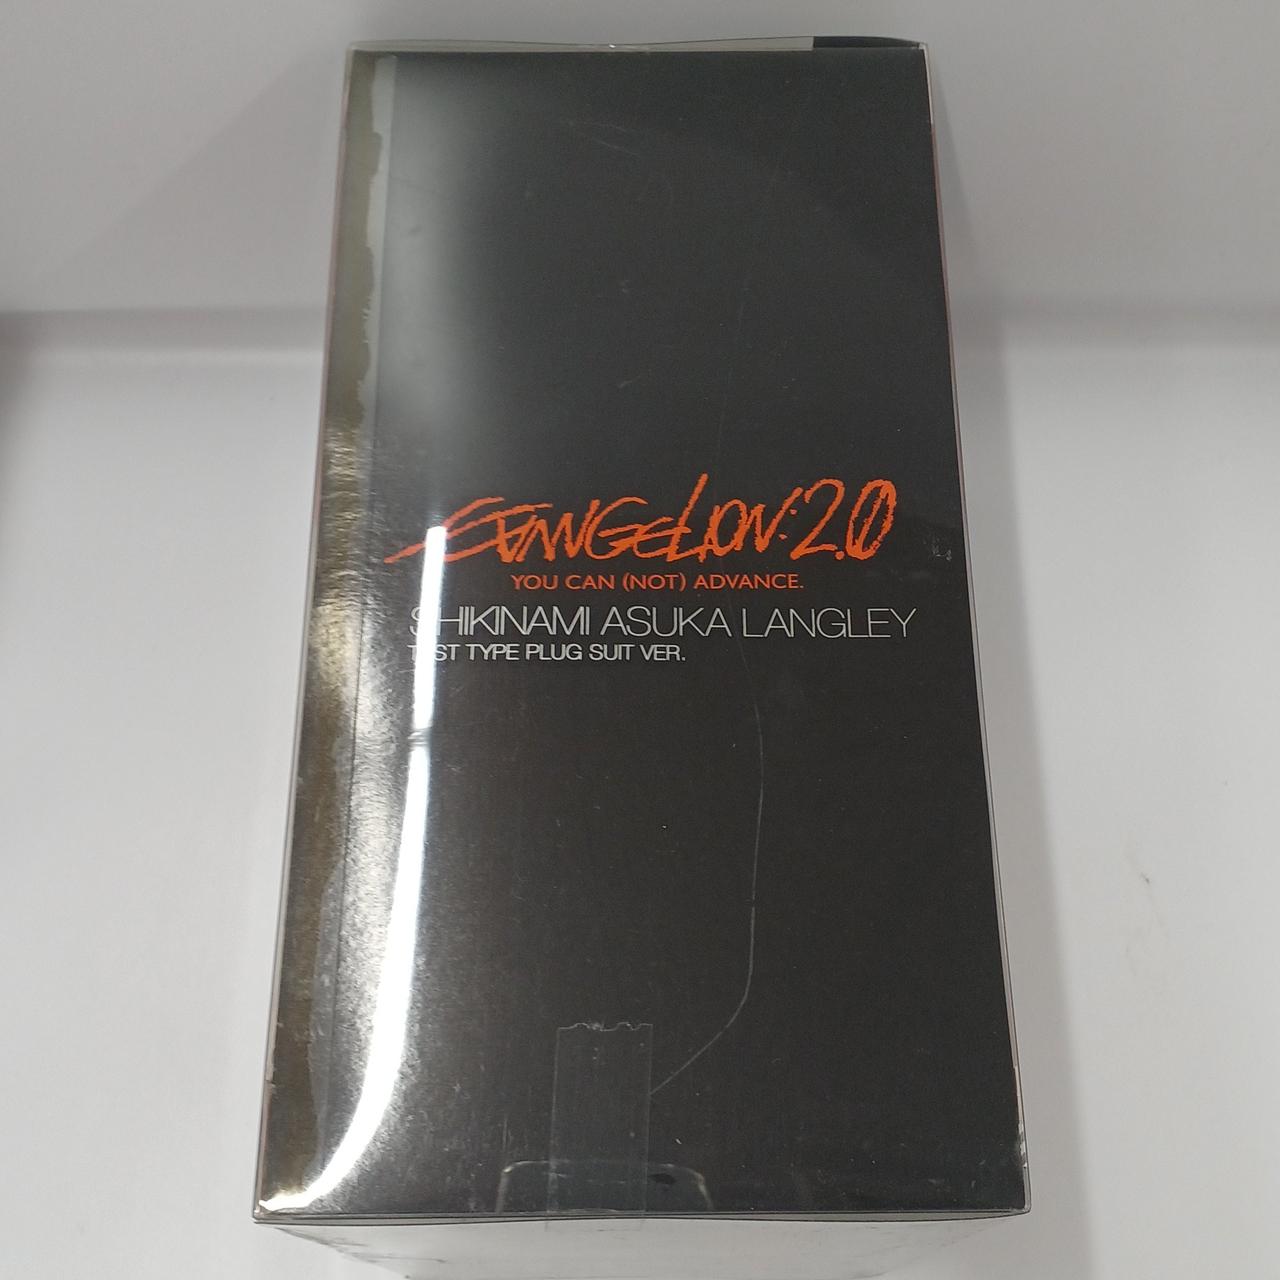 EVANGELION:2.0
YOU CAN (NOT) ADVANCE.
SHIKINAMI ASUKA LANGLEY
TEST TYPE PLUG SUIT VER.